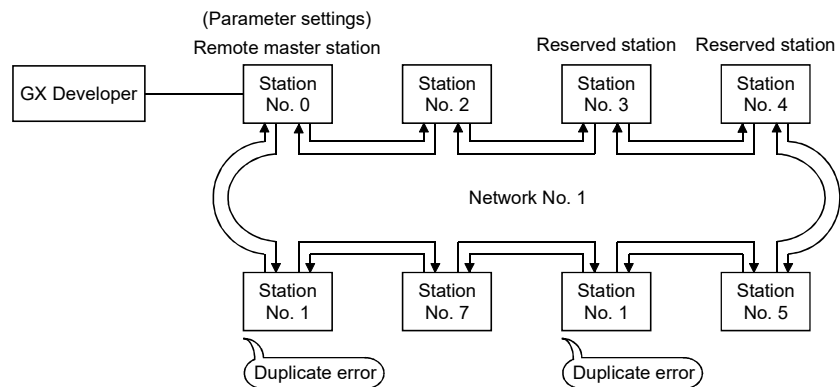 (Parameter settings)
Remote master station
Reserved station
Reserved station
GX Developer
Station
No. 0
Station
No. 2
Station
No. 3
Station
No. 4
Network No. 1
Station
No. 1
Station
No. 7
Station
No. 1
Station
No. 5
Duplicate error
Duplicate error